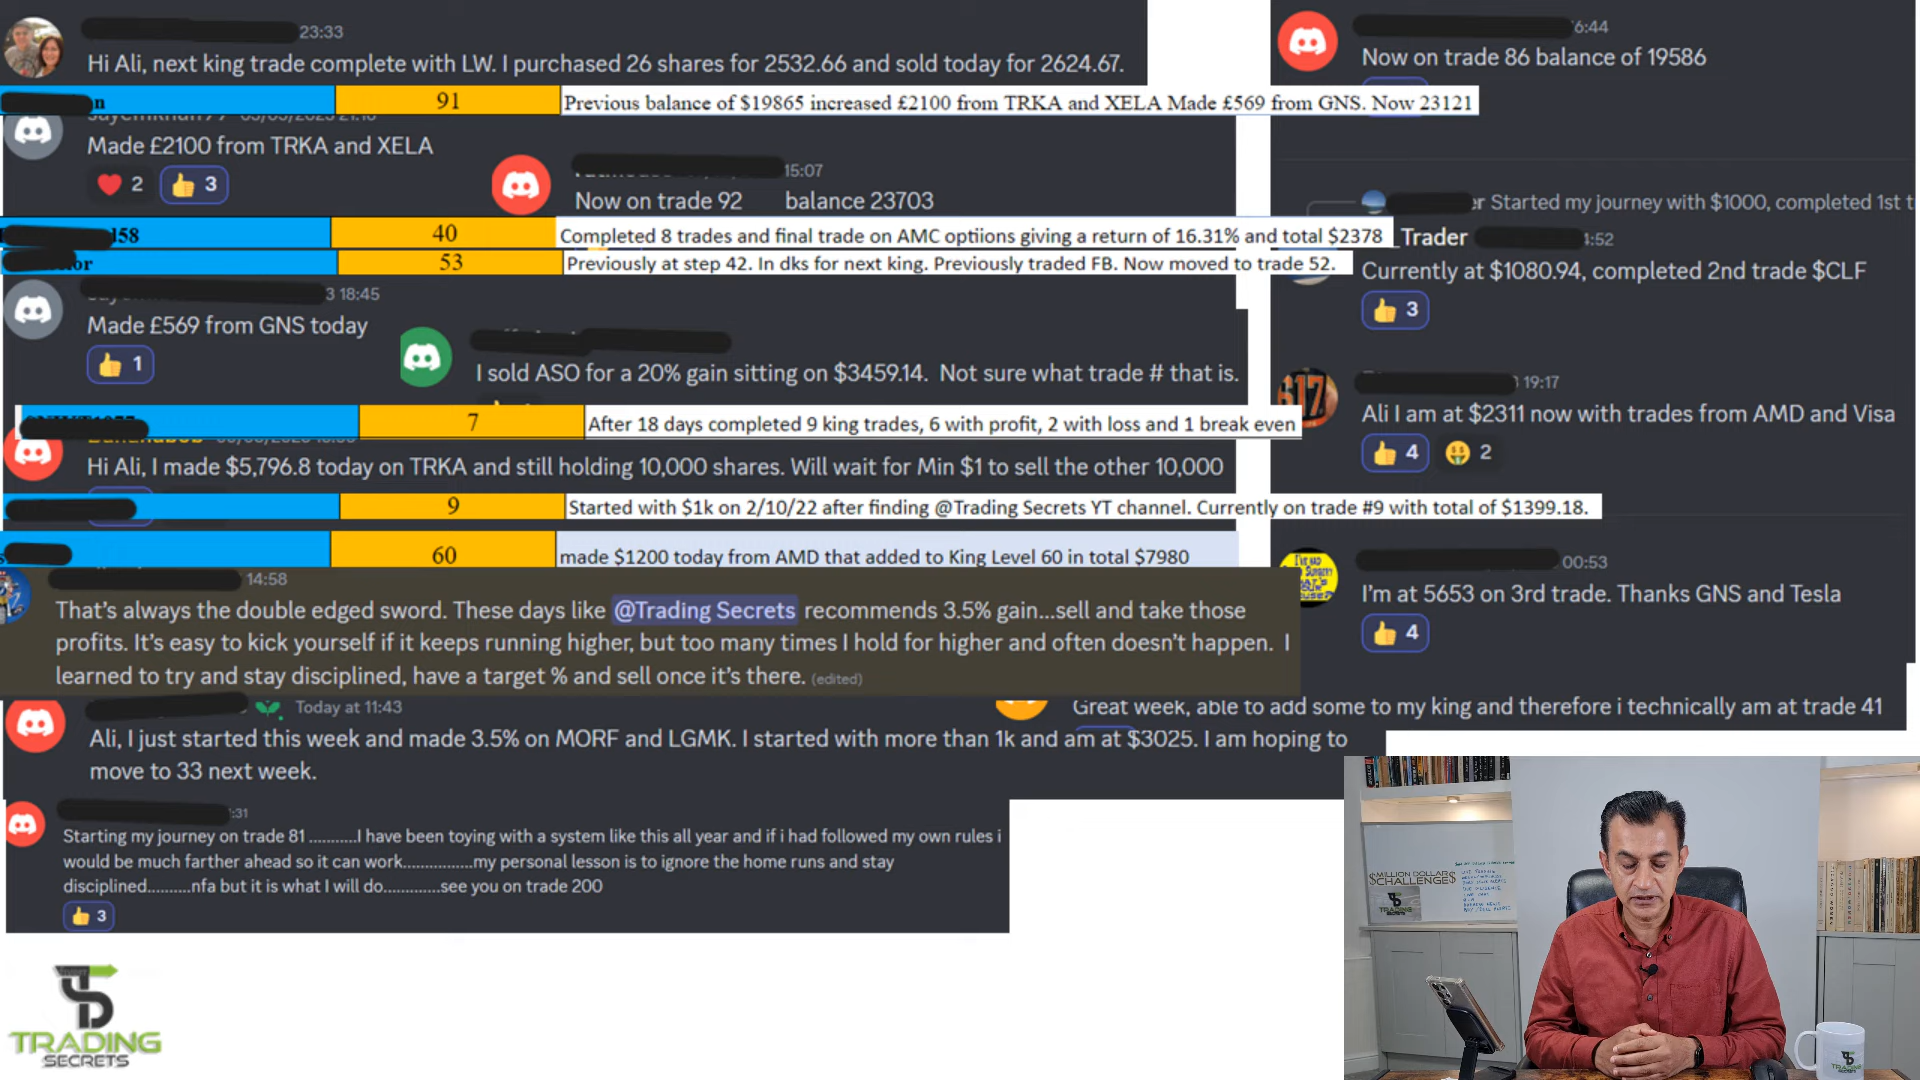 23:33
Hi Ali, next king trade complete with LW. I purchased 26 shares for 2532.66 and sold today for 2624.67.
n 91 Previous balance of $19865 increased £2100 from TRKA and XELA Made £569 from GNS. Now 23121
Made £2100 from TRKA and XELA
2 3
15:07
Now on trade 92 balance 23703
158 40 Completed 8 trades and final trade on AMC optiions giving a return of 16.31% and total $2378
lor 53 Previously at step 42. In dks for next king. Previously traded FB. Now moved to trade 52.
3 18:45
Made £569 from GNS today
1
I sold ASO for a 20% gain sitting on $3459.14. Not sure what trade # that is.
7 After 18 days completed 9 king trades, 6 with profit, 2 with loss and 1 break even
Hi Ali, I made $5,796.8 today on TRKA and still holding 10,000 shares. Will wait for Min $1 to sell the other 10,000
9 Started with $1k on 2/10/22 after finding @Trading Secrets YT channel. Currently on trade #9 with total of $1399.18.
60 made $1200 today from AMD that added to King Level 60 in total $7980
14:58
That's always the double edged sword. These days like @Trading Secrets recommends 3.5% gain...sell and take those
profits. It's easy to kick yourself if it keeps running higher, but too many times I hold for higher and often doesn't happen. I
learned to try and stay disciplined, have a target % and sell once it's there. (edited)
Today at 11:43
Ali, I just started this week and made 3.5% on MORF and LGMK. I started with more than 1k and am at $3025. I am hoping to
move to 33 next week.
:31
Starting my journey on trade 81 ..........I have been toying with a system like this all year and if i had followed my own rules i
would be much farther ahead so it can work...............my personal lesson is to ignore the home runs and stay
disciplined..........nfa but it is what I will do.............see you on trade 200
3
6:44
Now on trade 86 balance of 19586
er Started my journey with $1000, completed 1st t
_Trader 4:52
Currently at $1080.94, completed 2nd trade $CLF
3
19:17
Ali I am at $2311 now with trades from AMD and Visa
4 2
00:53
I'm at 5653 on 3rd trade. Thanks GNS and Tesla
4
Great week, able to add some to my king and therefore i technically am at trade 41
$MILLION DOLLAR
CHALLENGE$
TRADING
SECRETS
TRADING
SECRETS